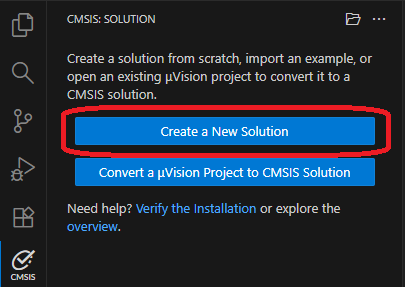 CMSIS: SOLUTION
Create a solution from scratch, import an example, or
open an existing µVision project to convert it to a
CMSIS solution.
Create a New Solution
Convert a µVision Project to CMSIS Solution
Need help? Verify the Installation or explore the
overview.
CMSIS